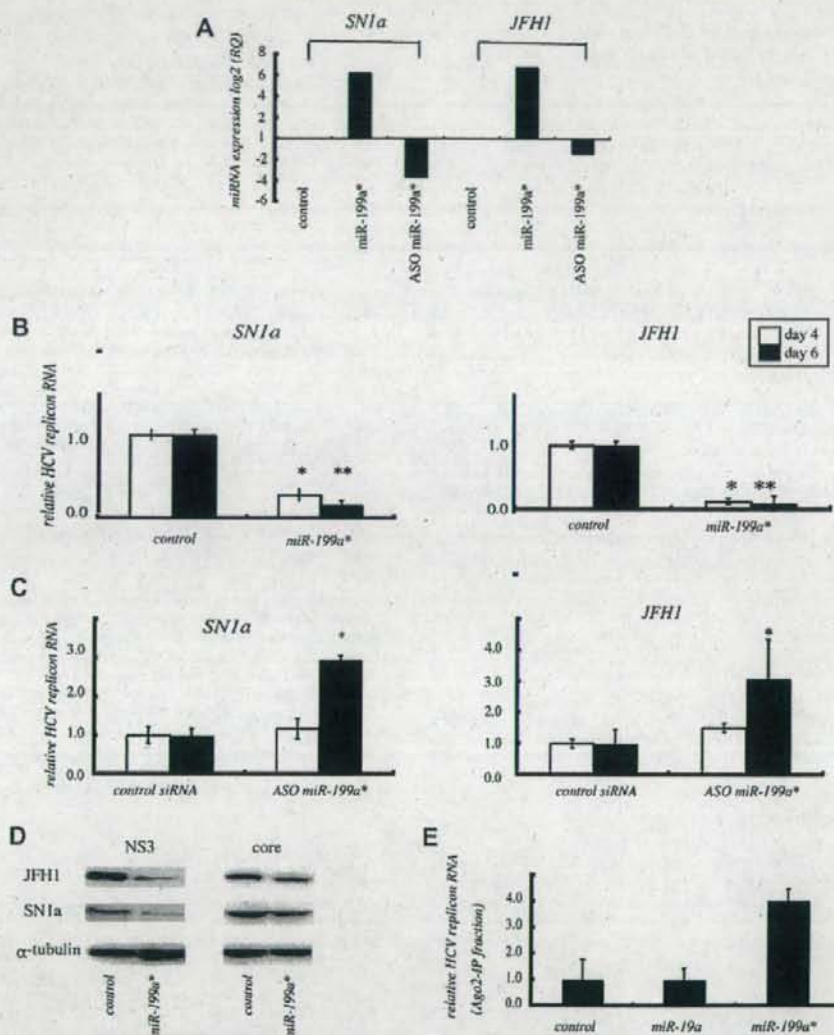 A
SN1a
JFH1
miRNA expression log2 (RQ)
8
6
4
2
1
-2
-4
-6
control
miR-199a*
ASO miR-199a*
control
miR-199a*
ASO miR-199a*
B
SN1a
JFH1
day 4
day 6
relative HCV replicon RNA
1.0
0.0
* **
control
miR-199a*
1.0
0.0
* **
control
miR-199a*
C
SN1a
JFH1
relative HCV replicon RNA
3.0
2.0
1.0
0.0
*
control siRNA
ASO miR-199a*
4.0
3.0
2.0
1.0
0.0
*
control siRNA
ASO miR-199a*
D
NS3
core
JFH1
SN1a
α-tubulin
control
miR-199a*
control
miR-199a*
E
relative HCV replicon RNA
(Ago2-IP fraction)
4.0
3.0
2.0
1.0
0.0
control
miR-19a
miR-199a*